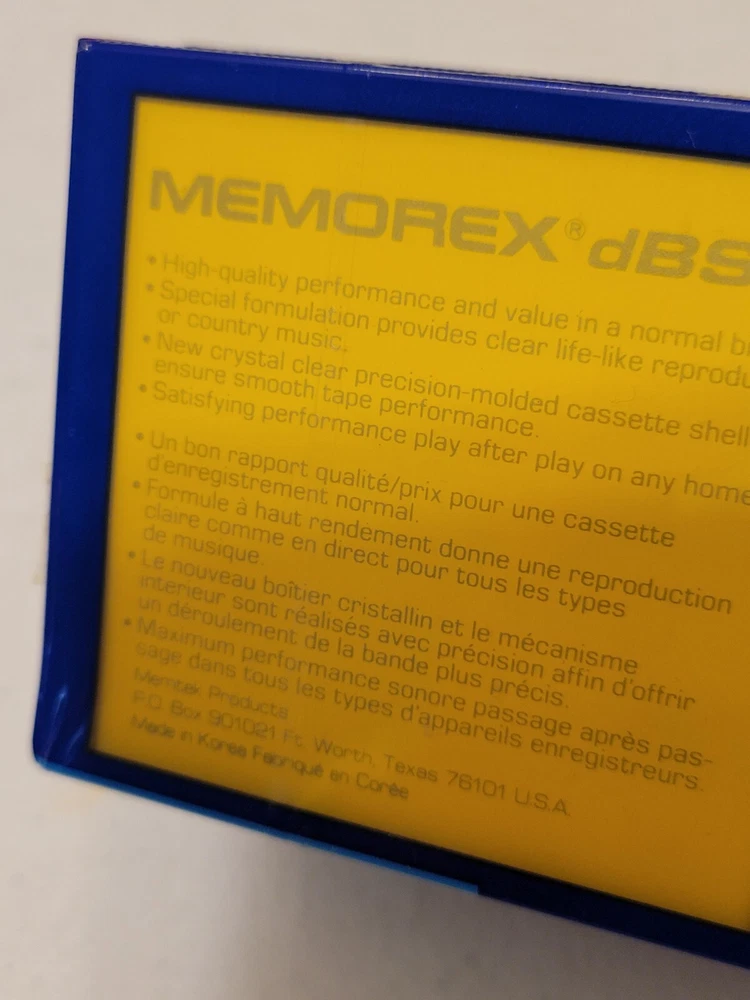 MEMOREX® dBS
• High-quality performance and value in a normal
• Special formulation provides clear life-like
or country music.
• New crystal clear precision-molded cassette shell
ensure smooth tape performance.
• Satisfying performance play after play on any home
• Un bon rapport qualité/prix pour une cassette
d'enregistrement normal.
• Formule à haut rendement donne une reproduction
claire comme en direct pour tous les types
de musique.
• Le nouveau boîtier cristallin et le mécanisme
interieur sont réalisés avec précision affin d'offrir
un déroulement de la bande plus précis.
• Maximum performance sonore passage après pas-
sage dans tous les types d'appareils enregistreurs.
Memtek Products
P.O. Box 901021 Ft. Worth, Texas 76101 U.S.A.
Made in Korea Fabriqué en Corée